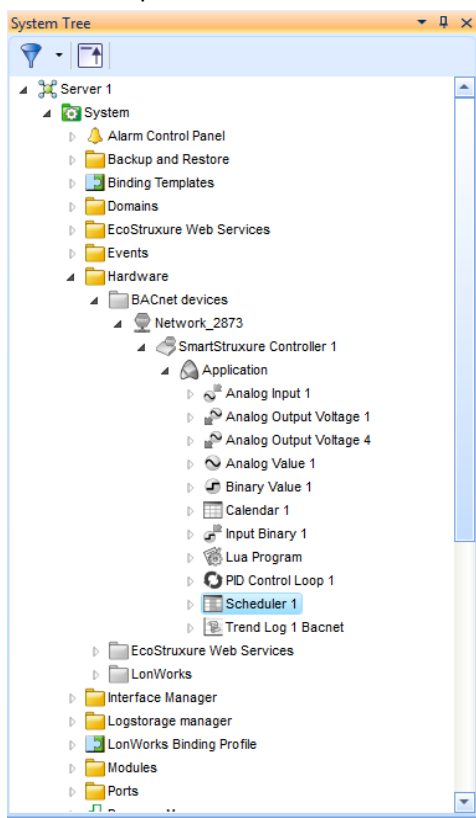 System Tree
Server 1
System
Alarm Control Panel
Backup and Restore
Binding Templates
Domains
EcoStruxure Web Services
Events
Hardware
BACnet devices
Network_2873
SmartStruxure Controller 1
Application
Analog Input 1
Analog Output Voltage 1
Analog Output Voltage 4
Analog Value 1
Binary Value 1
Calendar 1
Input Binary 1
Lua Program
PID Control Loop 1
Scheduler 1
Trend Log 1 Bacnet
EcoStruxure Web Services
LonWorks
Interface Manager
Logstorage manager
LonWorks Binding Profile
Modules
Ports